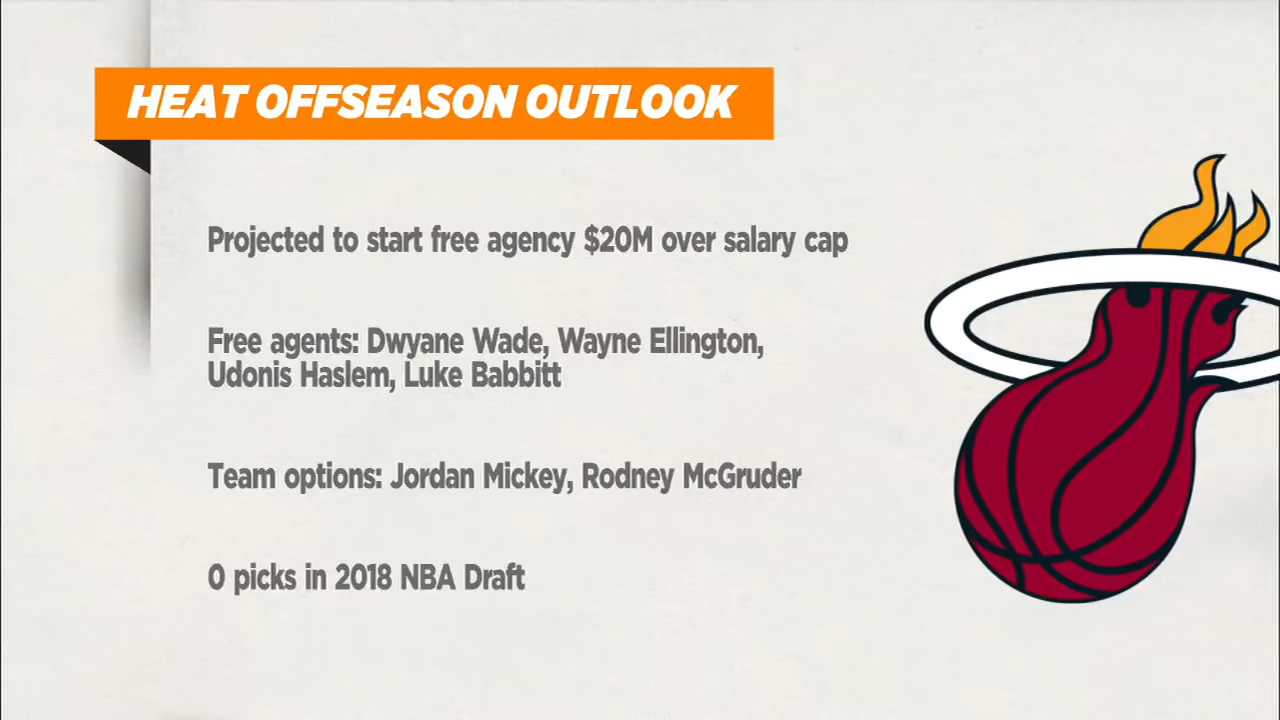 HEAT OFFSEASON OUTLOOK
Projected to start free agency $20M over salary cap
Free agents: Dwyane Wade, Wayne Ellington,
Udonis Haslem, Luke Babbitt
Team options: Jordan Mickey, Rodney McGruder
0 picks in 2018 NBA Draft